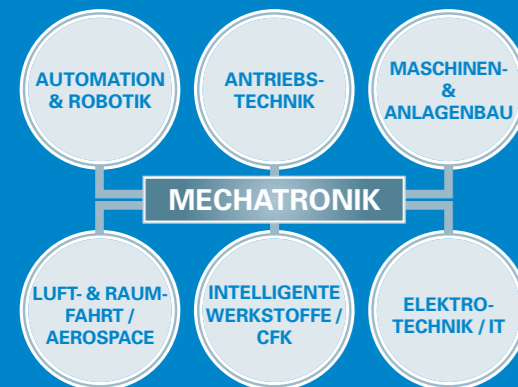 AUTOMATION
& ROBOTIK
ANTRIEBS-
TECHNIK
MASCHINEN-
&
ANLAGENBAU
MECHATRONIK
LUFT- & RAUM-
FAHRT /
AEROSPACE
INTELLIGENTE
WERKSTOFFE /
CFK
ELEKTRO-
TECHNIK / IT